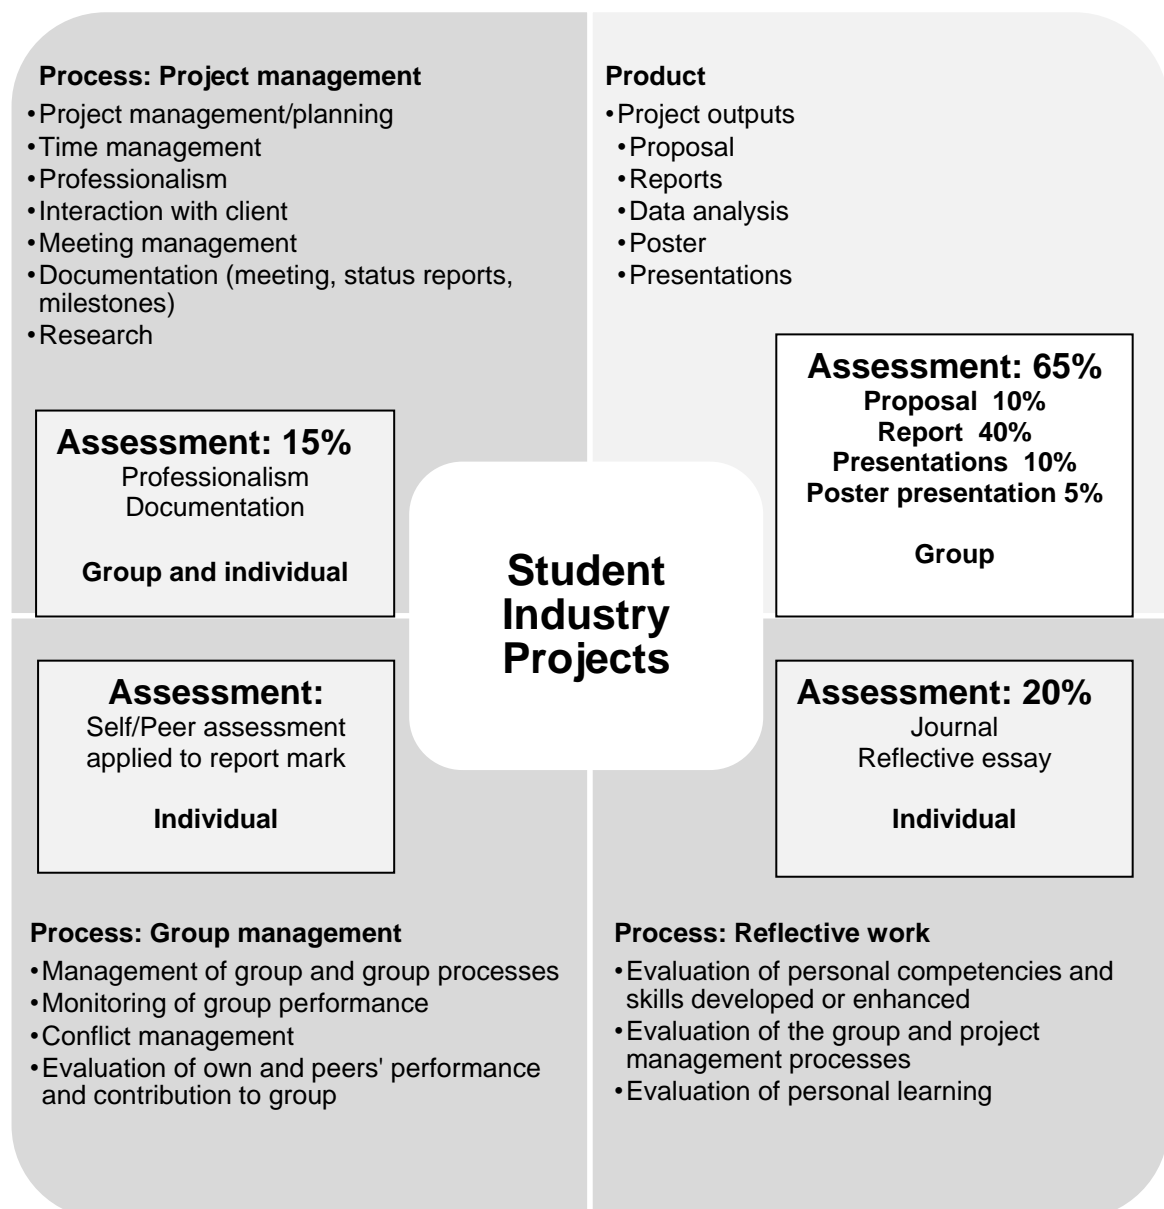 Process: Project management
•Project management/planning
•Time management
•Professionalism
•Interaction with client
•Meeting management
•Documentation (meeting, status reports,
milestones)
•Research
Assessment: 15%
Professionalism
Documentation
Group and individual
Product
•Project outputs
•Proposal
•Reports
•Data analysis
•Poster
•Presentations
Assessment: 65%
Proposal 10%
Report 40%
Presentations 10%
Poster presentation 5%
Group
Student
Industry
Projects
Assessment:
Self/Peer assessment
applied to report mark
Individual
Process: Group management
•Management of group and group processes
•Monitoring of group performance
•Conflict management
•Evaluation of own and peers' performance
and contribution to group
Assessment: 20%
Journal
Reflective essay
Individual
Process: Reflective work
•Evaluation of personal competencies and
skills developed or enhanced
•Evaluation of the group and project
management processes
•Evaluation of personal learning